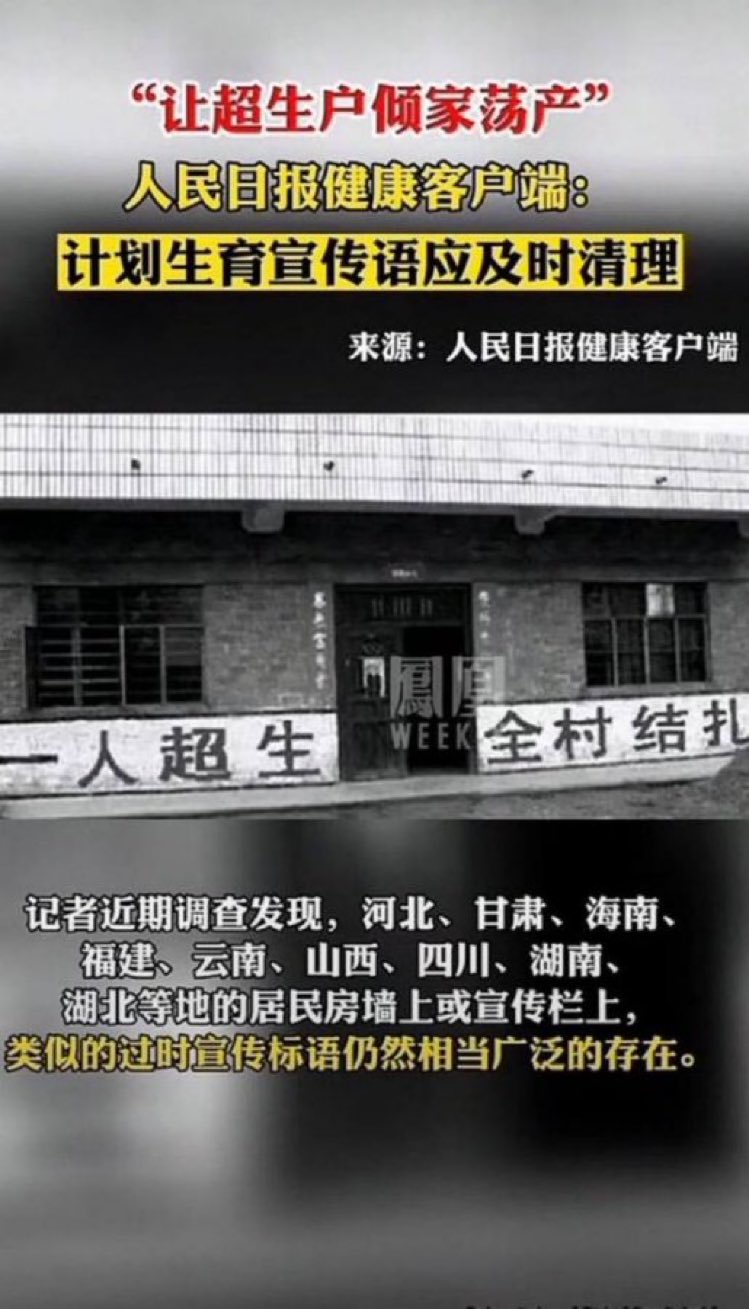 “让超生户倾家荡产”
人民日报健康客户端：
计划生育宣传语应及时清理
来源：人民日报健康客户端
鳳凰
WEEK
一人超生 全村结扎
记者近期调查发现，河北、甘肃、海南、
福建、云南、山西、四川、湖南、
湖北等地的居民房墙上或宣传栏上，
类似的过时宣传标语仍然相当广泛的存在。